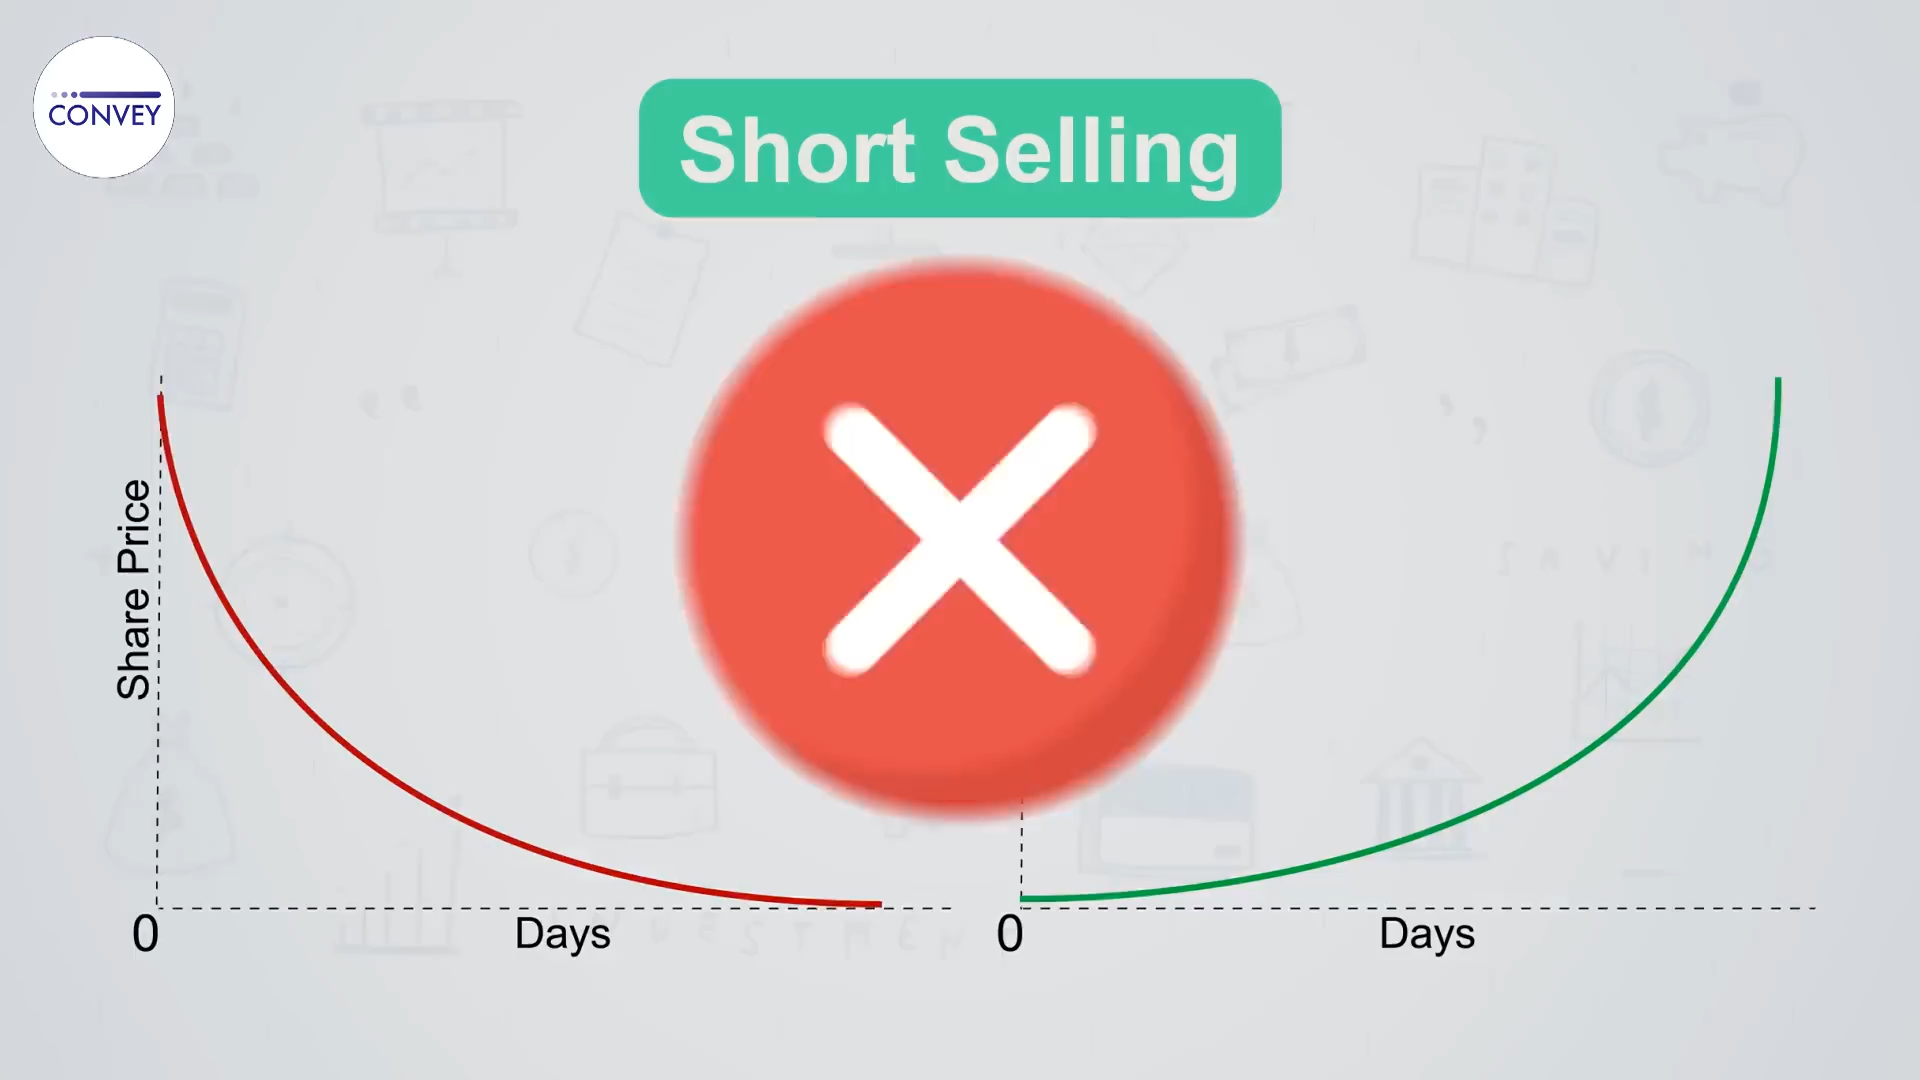 CONVEY
Short Selling
Share Price
0
Days
0
Days